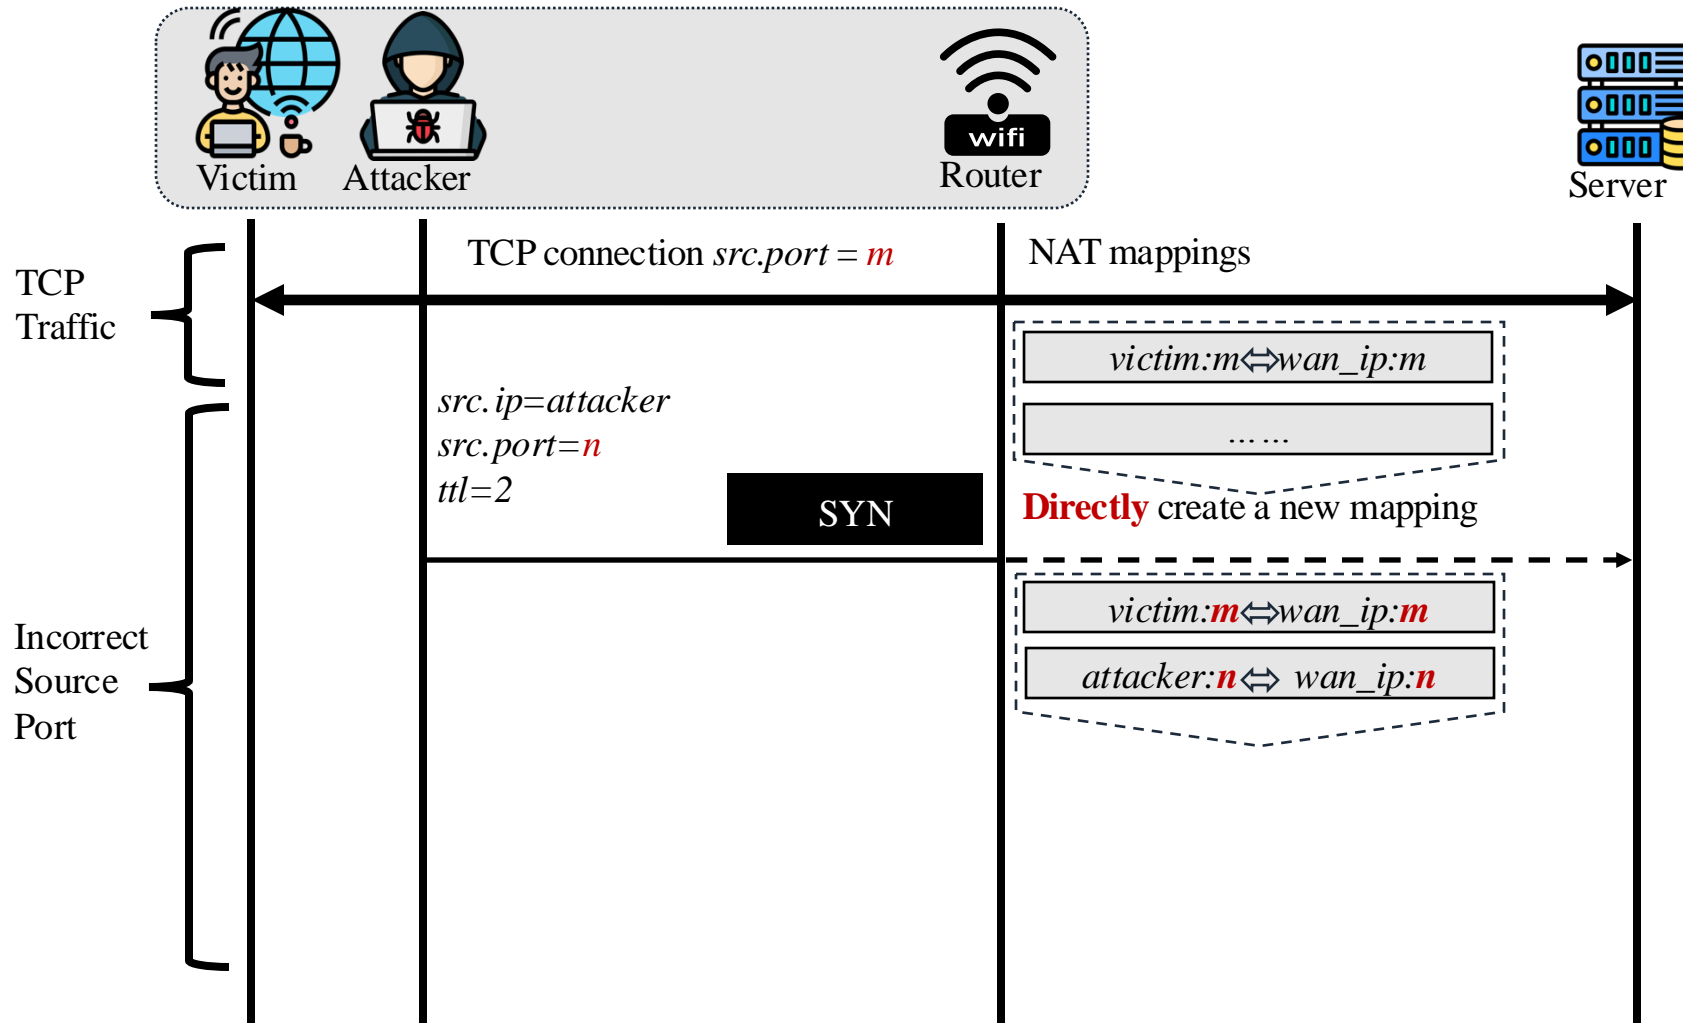 wifi
Victim
Attacker
Router
Server
TCP connection src.port = m
NAT mappings
TCP
Traffic
victim:m⇔wan_ip:m
......
src.ip=attacker
src.port=n
ttl=2
SYN
Directly create a new mapping
victim:m⇔wan_ip:m
attacker:n⇔ wan_ip:n
Incorrect
Source
Port